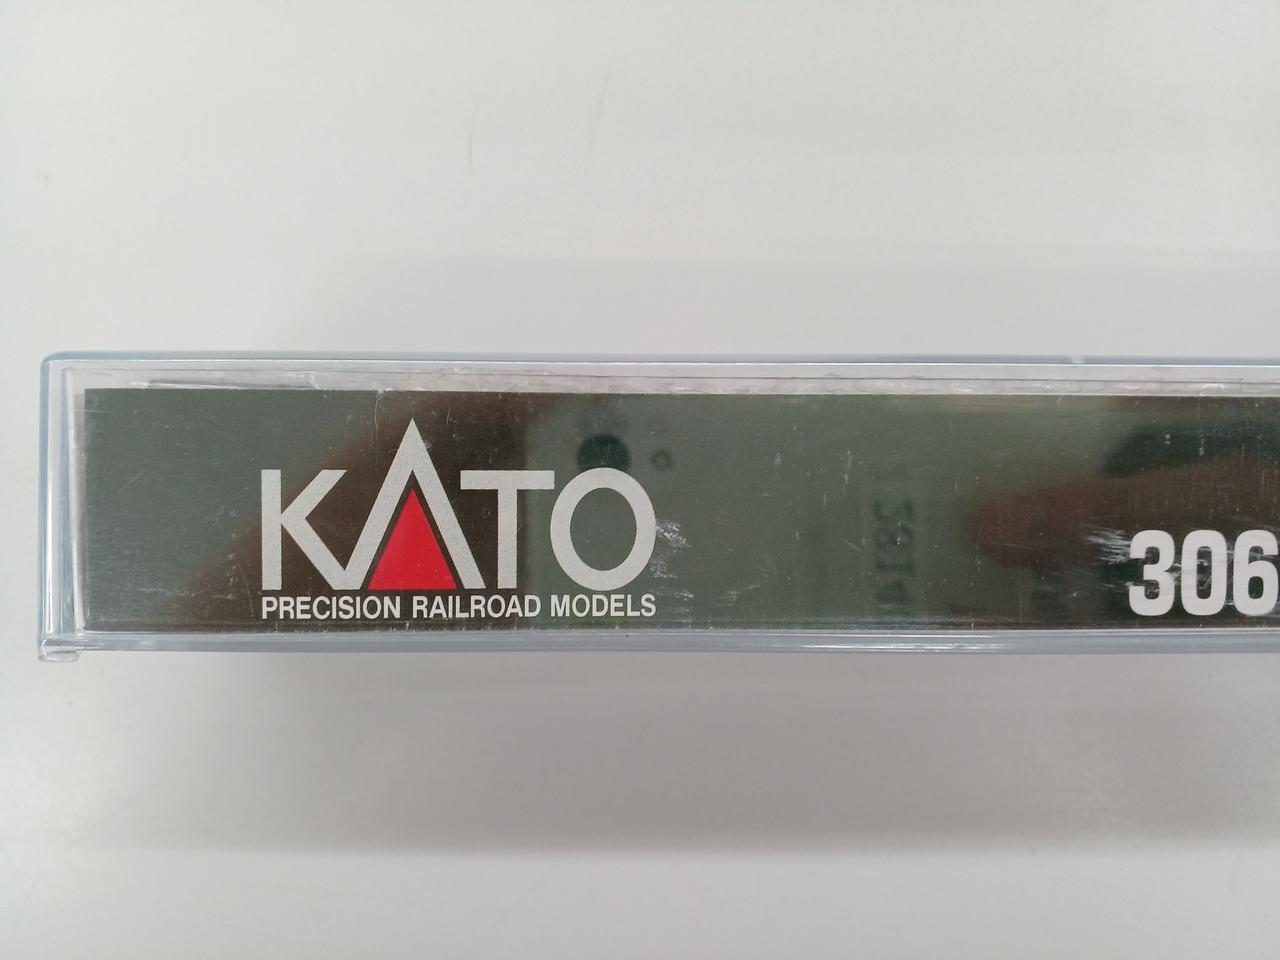 KATO
PRECISION RAILROAD MODELS
306